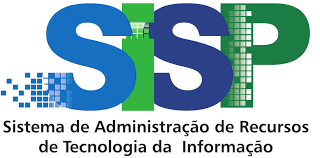 SISP
Sistema de Administração de Recursos
de Tecnologia da Informação